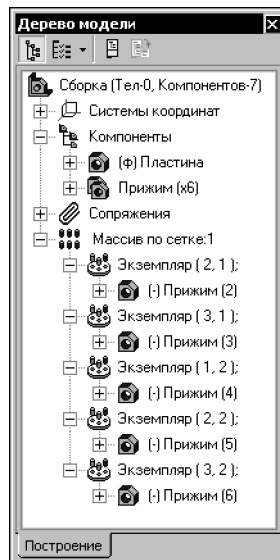 Дерево модели
Сборка (Тел-0, Компонентов-7)
Системы координат
Компоненты
(ф) Пластина
Прижим (x6)
Сопряжения
Массив по сетке:1
Экземпляр ( 2, 1 );
(-) Прижим (2)
Экземпляр ( 3, 1 );
(-) Прижим (3)
Экземпляр ( 1, 2 );
(-) Прижим (4)
Экземпляр ( 2, 2 );
(-) Прижим (5)
Экземпляр ( 3, 2 );
(-) Прижим (6)
Построение